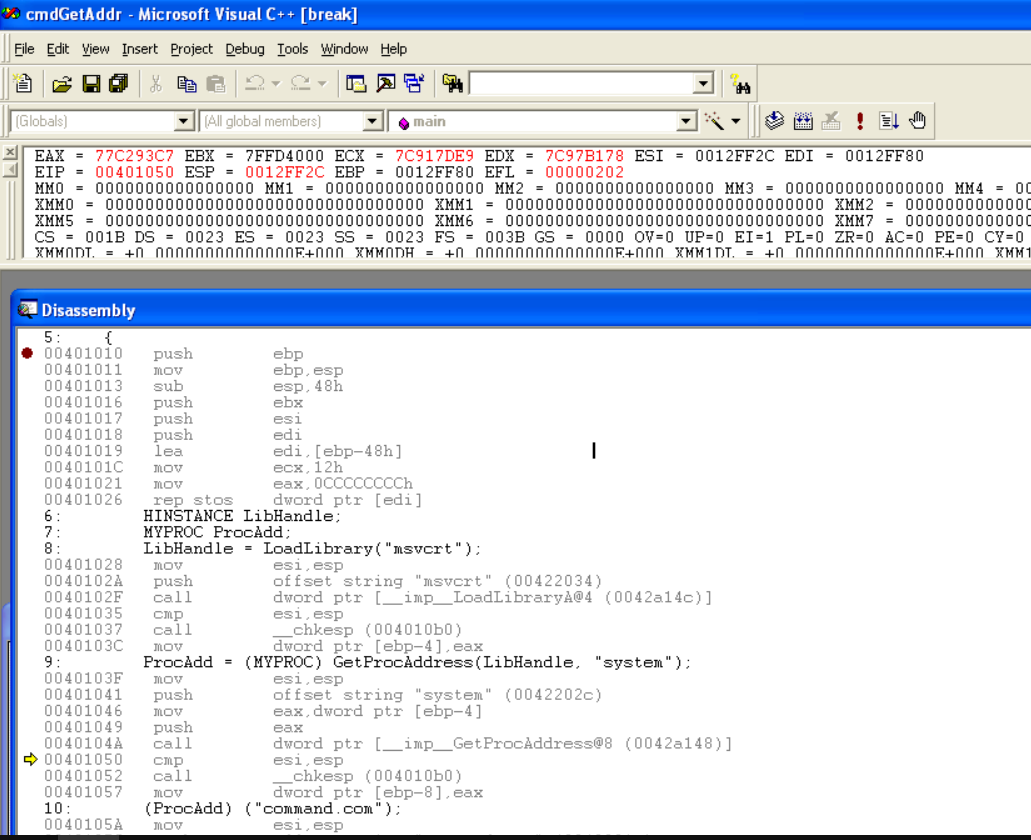 cmdGetAddr - Microsoft Visual C++ [break]
File Edit View Insert Project Debug Tools Window Help
(Globals) (All global members) main
EAX = 77C293C7 EBX = 7FFD4000 ECX = 7C917DE9 EDX = 7C97B178 ESI = 0012FF2C EDI = 0012FF80
EIP = 00401050 ESP = 0012FF2C EBP = 0012FF80 EFL = 00000202
MM0 = 0000000000000000 MM1 = 0000000000000000 MM2 = 0000000000000000 MM3 = 0000000000000000 MM4 = 00
XMM0 = 00000000000000000000000000000000 XMM1 = 00000000000000000000000000000000 XMM2 = 000000000000
XMM5 = 00000000000000000000000000000000 XMM6 = 00000000000000000000000000000000 XMM7 = 000000000000
CS = 001B DS = 0023 ES = 0023 SS = 0023 FS = 003B GS = 0000 OV=0 UP=0 EI=1 PL=0 ZR=0 AC=0 PE=0 CY=0
XMM0DL = +0.00000000000000E+000 XMM0DH = +0.00000000000000E+000 XMM1DL = +0.00000000000000E+000 XMM1
Disassembly
5: {
00401010 push ebp
00401011 mov ebp,esp
00401013 sub esp,48h
00401016 push ebx
00401017 push esi
00401018 push edi
00401019 lea edi,[ebp-48h]
0040101C mov ecx,12h
00401021 mov eax,0CCCCCCCCh
00401026 rep stos dword ptr [edi]
6: HINSTANCE LibHandle;
7: MYPROC ProcAdd;
8: LibHandle = LoadLibrary("msvcrt");
00401028 mov esi,esp
0040102A push offset string "msvcrt" (00422034)
0040102F call dword ptr [__imp__LoadLibraryA@4 (0042a14c)]
00401035 cmp esi,esp
00401037 call __chkesp (004010b0)
0040103C mov dword ptr [ebp-4],eax
9: ProcAdd = (MYPROC) GetProcAddress(LibHandle, "system");
0040103F mov esi,esp
00401041 push offset string "system" (0042202c)
00401046 mov eax,dword ptr [ebp-4]
00401049 push eax
0040104A call dword ptr [__imp__GetProcAddress@8 (0042a148)]
00401050 cmp esi,esp
00401052 call __chkesp (004010b0)
00401057 mov dword ptr [ebp-8],eax
10: (ProcAdd) ("command.com");
0040105A mov esi,esp